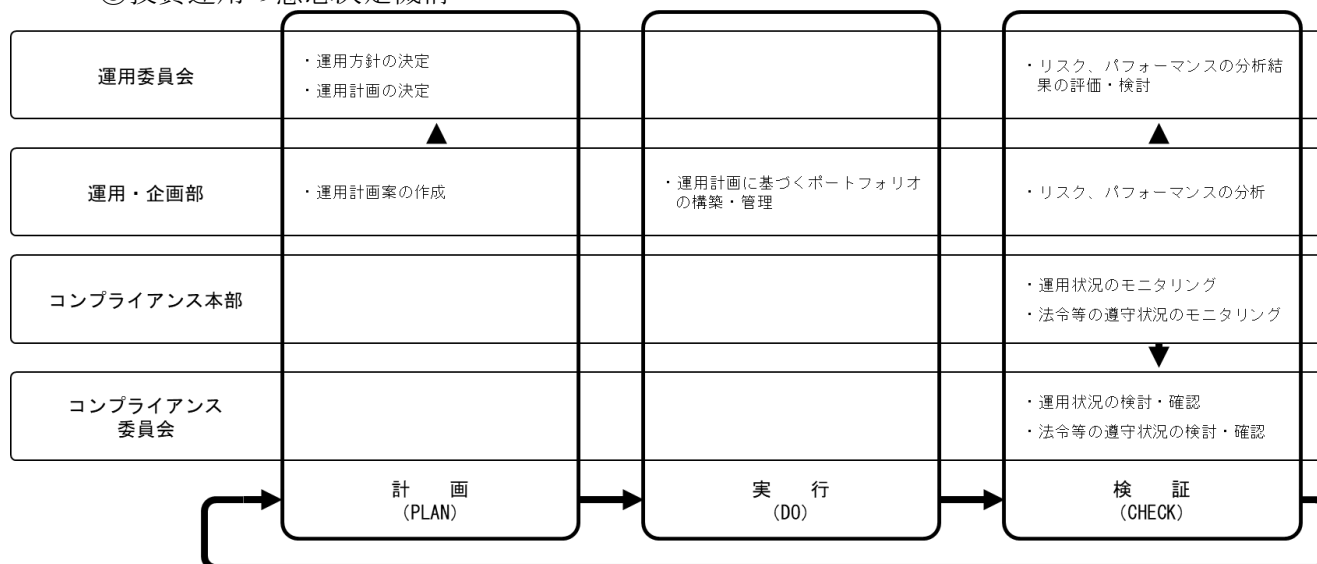 運用委員会
・運用方針の決定
・運用計画の決定
・リスク、パフォーマンスの分析結
果の評価・検討
運用・企画部
・運用計画案の作成
・運用計画に基づくポートフォリオ
の構築・管理
・リスク、パフォーマンスの分析
コンプライアンス本部
・運用状況のモニタリング
・法令等の遵守状況のモニタリング
コンプライアンス
委員会
・運用状況の検討・確認
・法令等の遵守状況の検討・確認
計　画
(PLAN)
実　行
(DO)
検　証
(CHECK)